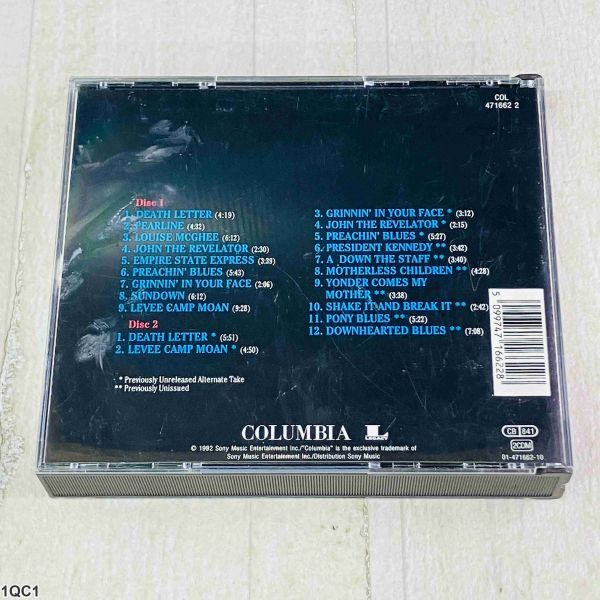 COL
471662 2
Disc 1
1. DEATH LETTER (4:19)
2. PEARLINE (4:32)
3. LOUISE MCGHEE (6:12)
4. JOHN THE REVELATOR (2:30)
5. EMPIRE STATE EXPRESS (3:39)
6. PREACHIN' BLUES (5:43)
7. GRINNIN' IN YOUR FACE (2:06)
8. SUNDOWN (6:12)
9. LEVEE CAMP MOAN (9:28)
Disc 2
1. DEATH LETTER * (5:51)
2. LEVEE CAMP MOAN * (4:50)
3. GRINNIN' IN YOUR FACE * (3:12)
4. JOHN THE REVELATOR * (2:15)
5. PREACHIN' BLUES * (5:27)
6. PRESIDENT KENNEDY ** (3:42)
7. A DOWN THE STAFF ** (3:40)
8. MOTHERLESS CHILDREN ** (4:28)
9. YONDER COMES MY
MOTHER ** (3:38)
10. SHAKE IT AND BREAK IT ** (2:42)
11. PONY BLUES ** (5:22)
12. DOWNHEARTED BLUES ** (7:08)
* Previously Unreleased Alternate Take
** Previously Unissued
5 099747 166228
COLUMBIA L LEGACY
CB 841
2CDM
01-471662-10
© 1992 Sony Music Entertainment Inc./"Columbia" is the exclusive trademark of
Sony Music Entertainment Inc./Distribution Sony Music
1QC1